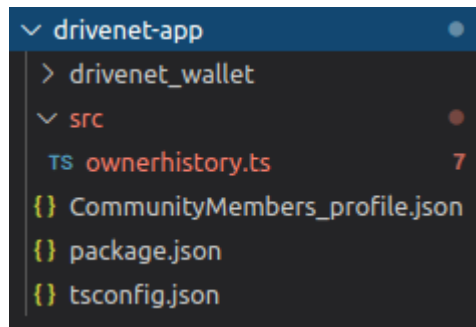 drivenet-app
drivenet_wallet
src
TS ownerhistory.ts 7
{} CommunityMembers_profile.json
{} package.json
{} tsconfig.json